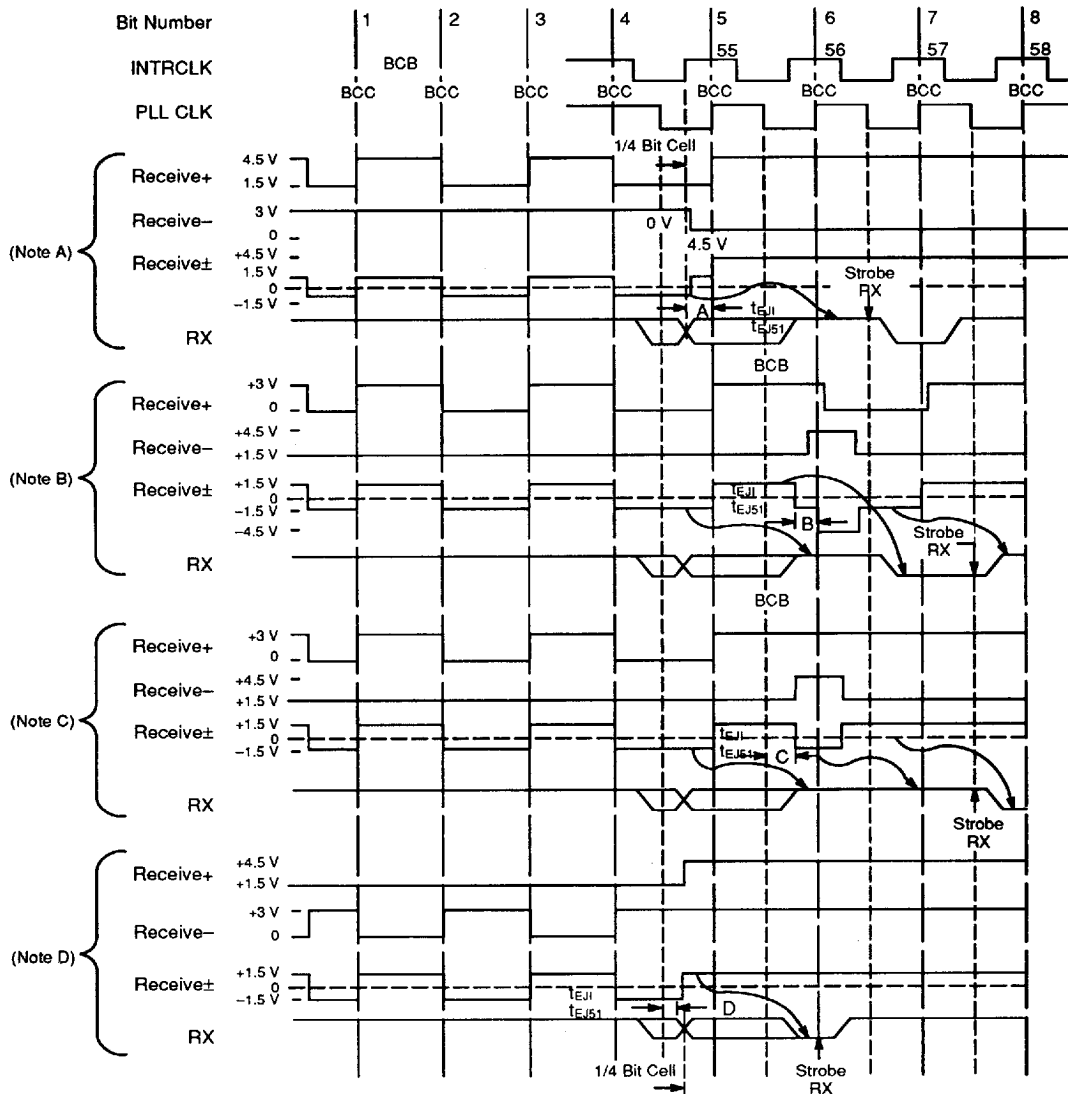 Bit Number 1 2 3 4 5 6 7 8
55 56 57 58
INTRCLK BCB
BCC BCC BCC BCC BCC BCC BCC BCC
PLL CLK
1/4 Bit Cell
(Note A)
Receive+ 4.5 V 1.5 V
Receive– 3 V 0
0 V
4.5 V
Receive± +4.5 V 1.5 V 0 –1.5 V
Strobe RX
A tEJ1 tEJ51
RX
BCB
(Note B)
Receive+ +3 V 0
Receive– +4.5 V +1.5 V
Receive± +1.5 V 0 –1.5 V –4.5 V
tEJ1 tEJ51 B
Strobe RX
RX
BCB
(Note C)
Receive+ +3 V 0
Receive– +4.5 V +1.5 V
Receive± +1.5 V 0 –1.5 V
tEJ1 tEJ51 C
RX
Strobe RX
(Note D)
Receive+ +4.5 V +1.5 V
Receive– +3 V 0
Receive± +1.5 V 0 –1.5 V
tEJ1 tEJ51 D
RX
1/4 Bit Cell
Strobe RX